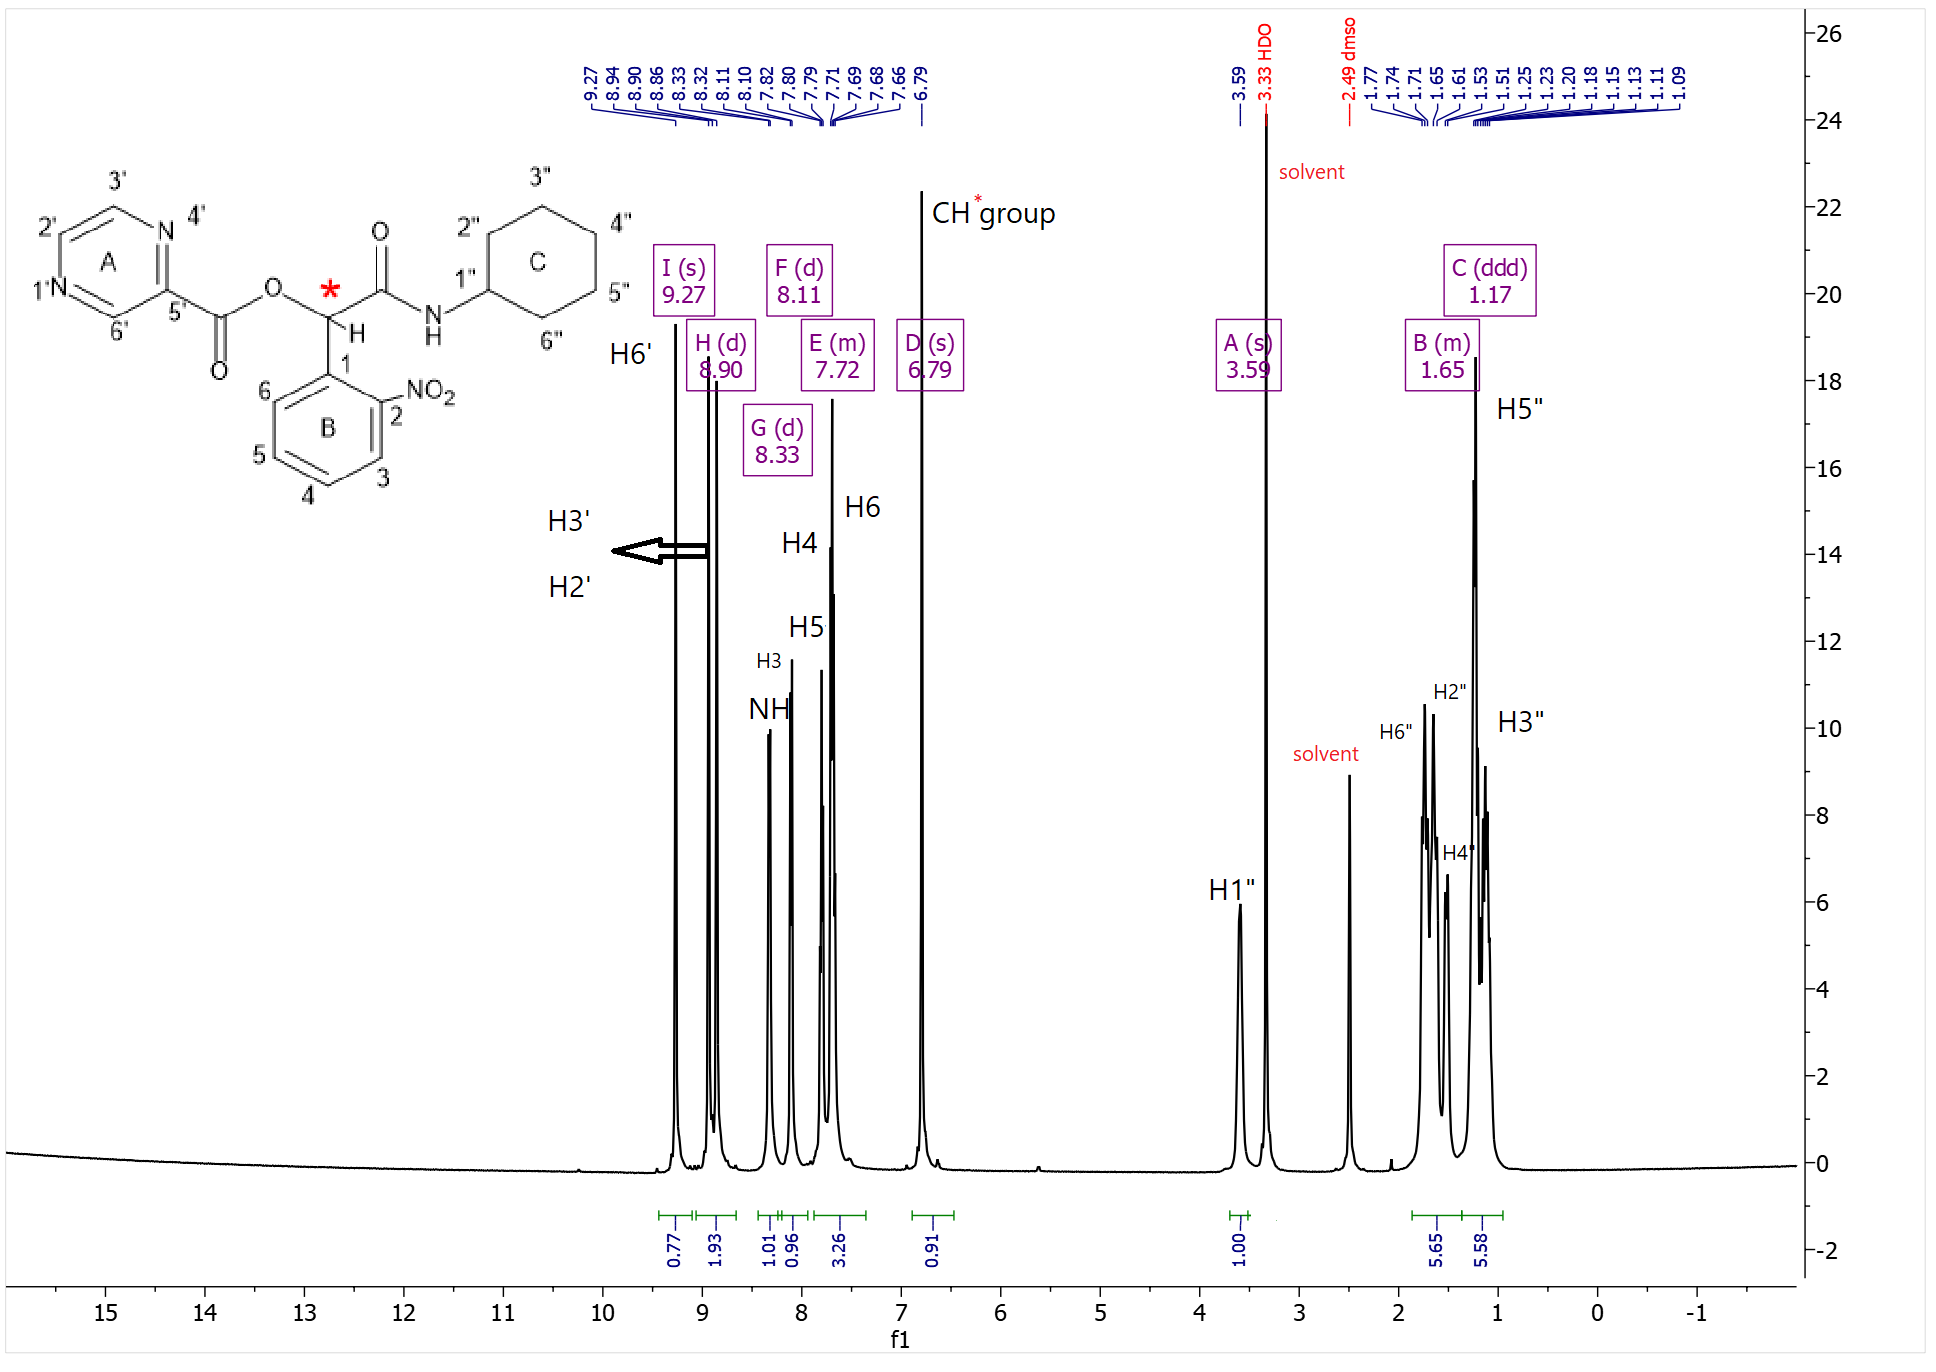 9.27
8.94
8.90
8.86
8.33
8.32
8.11
8.10
7.82
7.80
7.79
7.71
7.69
7.68
7.66
6.79
3.59
3.33 HDO
2.49 dmso
1.77
1.74
1.71
1.65
1.61
1.53
1.51
1.25
1.23
1.20
1.18
1.15
1.13
1.11
1.09
solvent
CH * group
3'
2'
4'
N
A
1'
N
6'
5'
O
O
*
H
O
N
H
1"
2"
3"
4"
5"
6"
C
1
2
3
4
5
6
B
NO2
I (s)
9.27
F (d)
8.11
C (ddd)
1.17
H (d)
8.90
E (m)
7.72
D (s)
6.79
A (s)
3.59
B (m)
1.65
G (d)
8.33
H6'
H5"
H3'
H2'
H6
H4
H5
H3
NH
H2"
H6"
H3"
solvent
H4"
H1"
26
24
22
20
18
16
14
12
10
8
6
4
2
0
-2
0.77
1.93
1.01
0.96
3.26
0.91
1.00
5.65
5.58
15
14
13
12
11
10
9
8
7
6
5
4
3
2
1
0
-1
f1